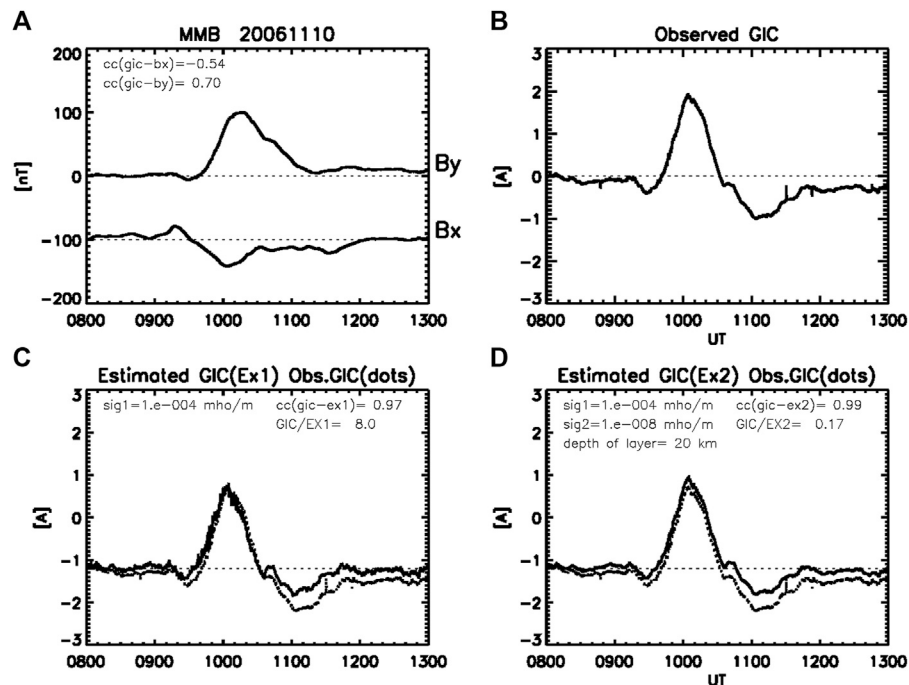 A
MMB 20061110
cc(gic-bx)=-0.54
cc(gic-by)= 0.70
[nT]
200
100
0
-100
-200
By
Bx
0800 0900 1000 1100 1200 1300
B
Observed GIC
[A]
3
2
1
0
-1
-2
-3
0800 0900 1000 1100 1200 1300
UT
C
Estimated GIC(Ex1) Obs.GIC(dots)
sig1=1.e-004 mho/m cc(gic-ex1)= 0.97
GIC/EX1= 8.0
[A]
3
2
1
0
-1
-2
-3
0800 0900 1000 1100 1200 1300
D
Estimated GIC(Ex2) Obs.GIC(dots)
sig1=1.e-004 mho/m cc(gic-ex2)= 0.99
sig2=1.e-008 mho/m GIC/EX2= 0.17
depth of layer= 20 km
[A]
3
2
1
0
-1
-2
-3
0800 0900 1000 1100 1200 1300
UT